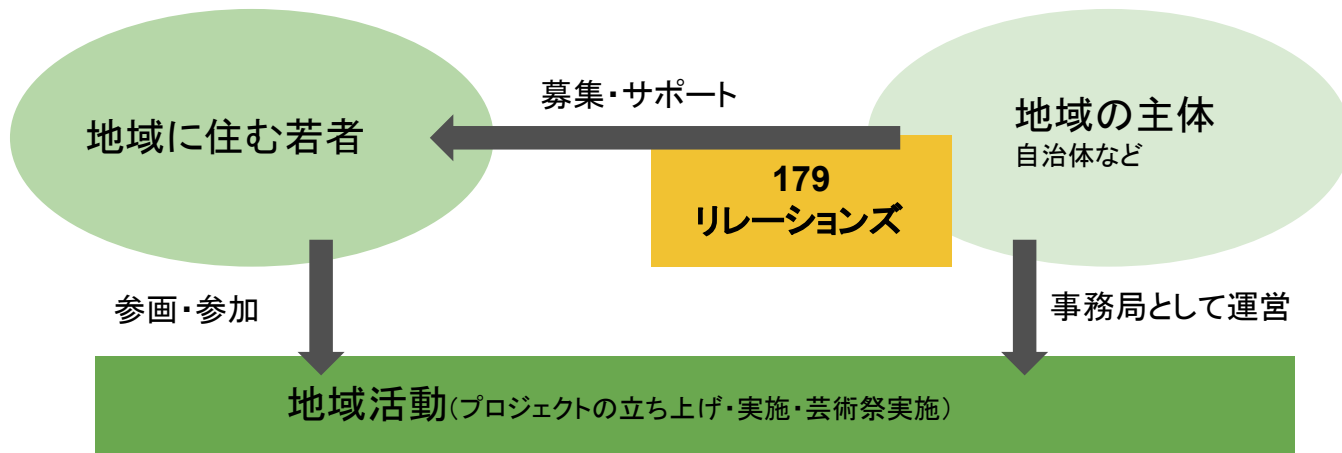 募集・サポート
地域に住む若者
地域の主体
自治体など
179
リレーションズ
参画・参加
事務局として運営
地域活動(プロジェクトの立ち上げ・実施・芸術祭実施)